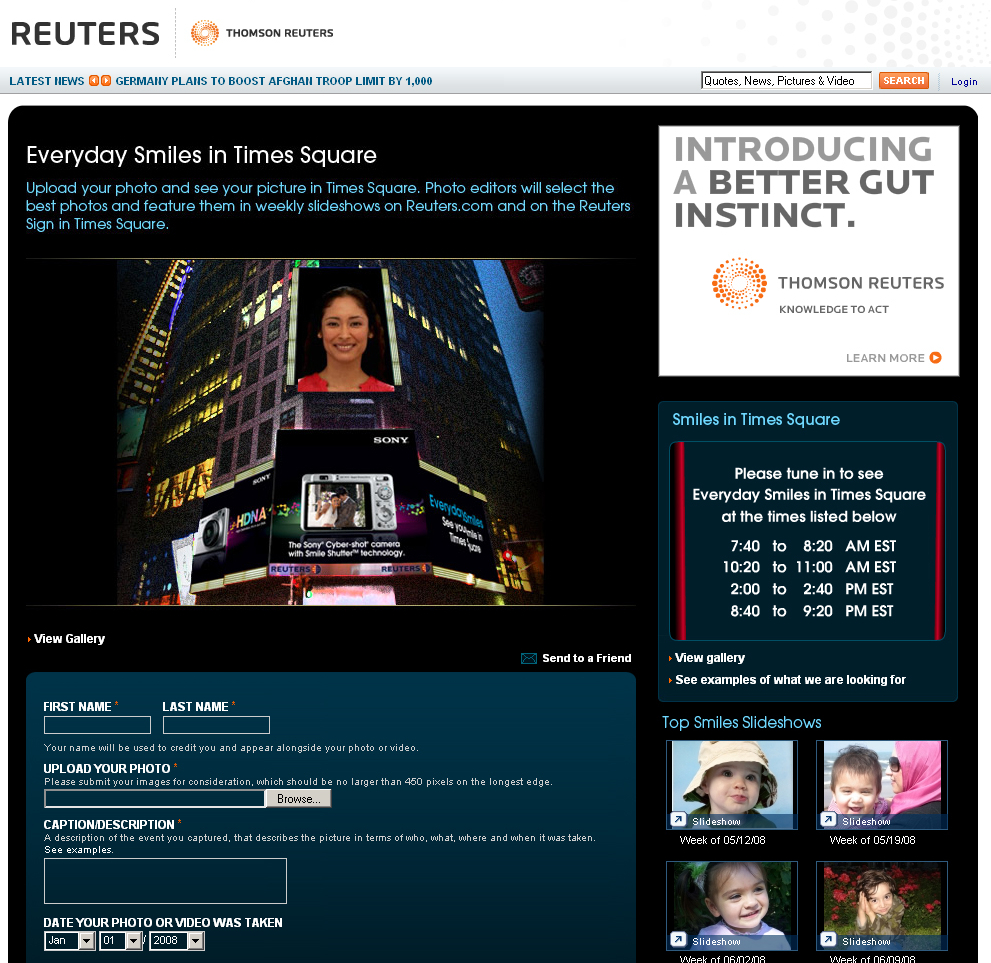 REUTERS
THOMSON REUTERS
LATEST NEWS GERMANY PLANS TO BOOST AFGHAN TROOP LIMIT BY 1,000
Quotes, News, Pictures & Video
SEARCH
Login
Everyday Smiles in Times Square
Upload your photo and see your picture in Times Square. Photo editors will select the
best photos and feature them in weekly slideshows on Reuters.com and on the Reuters
Sign in Times Square.
SONY
SONY
HDNA
Everyday Smiles
See your smile in
Times Square
The Sony Cyber-shot® camera
with Smile Shutter™ technology.
REUTERS
REUTERS
View Gallery
Send to a Friend
FIRST NAME *
LAST NAME *
Your name will be used to credit you and appear alongside your photo or video.
UPLOAD YOUR PHOTO *
Please submit your images for consideration, which should be no larger than 450 pixels on the longest edge.
Browse...
CAPTION/DESCRIPTION *
A description of the event you captured, that describes the picture in terms of who, what, where and when it was taken.
See examples.
DATE YOUR PHOTO OR VIDEO WAS TAKEN
Jan 01 / 2008
INTRODUCING
A BETTER GUT
INSTINCT.
THOMSON REUTERS
KNOWLEDGE TO ACT
LEARN MORE
Smiles in Times Square
Please tune in to see
Everyday Smiles in Times Square
at the times listed below
7:40 to 8:20 AM EST
10:20 to 11:00 AM EST
2:00 to 2:40 PM EST
8:40 to 9:20 PM EST
View gallery
See examples of what we are looking for
Top Smiles Slideshows
Slideshow
Week of 05/12/08
Slideshow
Week of 05/19/08
Slideshow
Week of 06/02/08
Slideshow
Week of 06/09/08